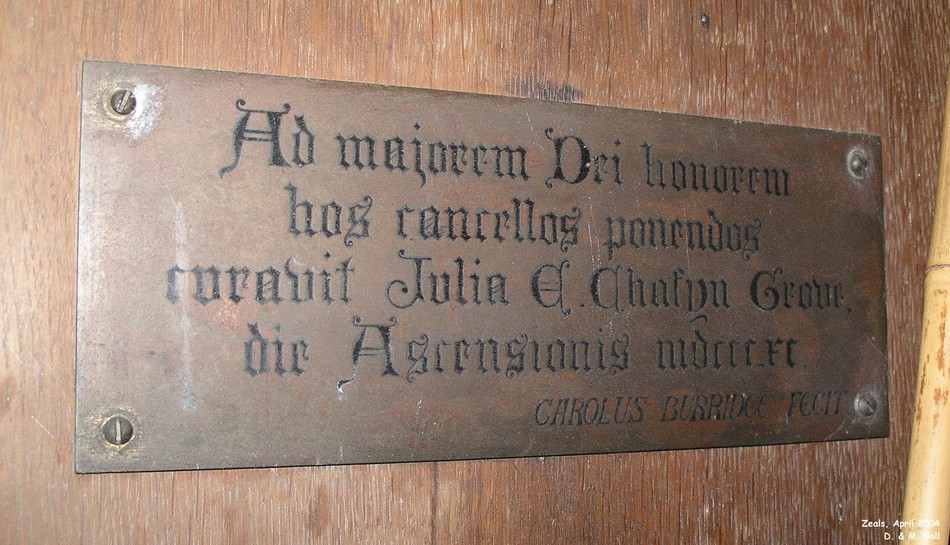 Ad majorem Dei honorem
hos cancellos ponendos
curavit Julia E. Chafyn Grove,
die Ascensionis mdcccxc.
CAROLUS BURRIDGE FECIT
Zeals, April 2004
D. & M. Ball